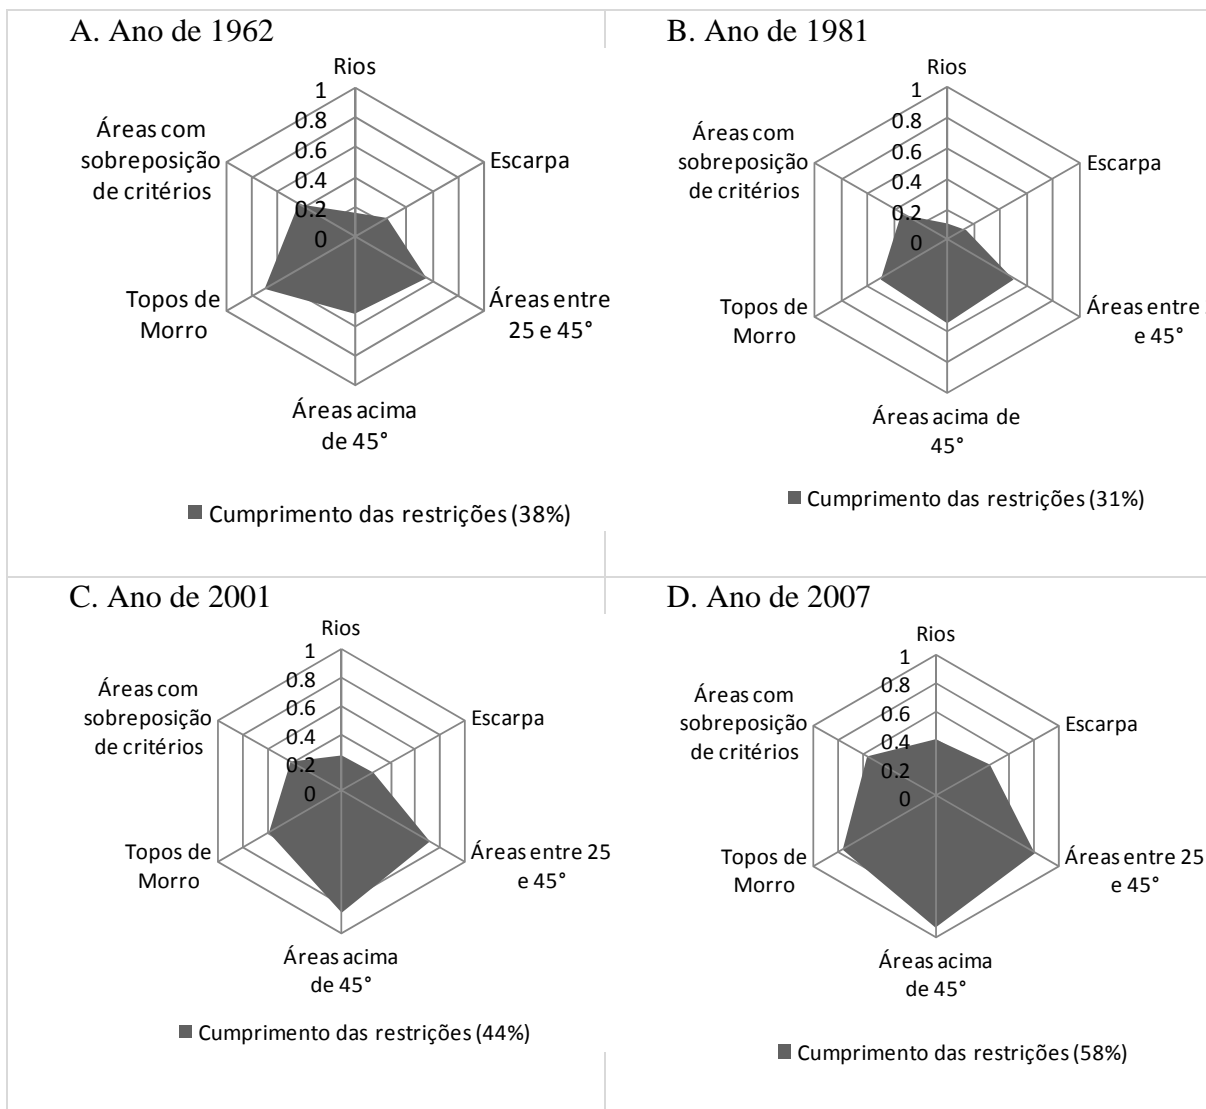 A. Ano de 1962
Rios
1
0.8
0.6
0.4
0.2
0
Escarpa
Áreas entre
25 e 45°
Áreas acima
de 45°
Topos de
Morro
Áreas com
sobreposição
de critérios
Cumprimento das restrições (38%)
B. Ano de 1981
Rios
1
0.8
0.6
0.4
0.2
0
Escarpa
Áreas entre
e 45°
Áreas acima de
45°
Topos de
Morro
Áreas com
sobreposição
de critérios
Cumprimento das restrições (31%)
C. Ano de 2001
Rios
1
0.8
0.6
0.4
0.2
0
Escarpa
Áreas entre 25
e 45°
Áreas acima
de 45°
Topos de
Morro
Áreas com
sobreposição
de critérios
Cumprimento das restrições (44%)
D. Ano de 2007
Rios
1
0.8
0.6
0.4
0.2
0
Escarpa
Áreas entre 25
e 45°
Áreas acima
de 45°
Topos de
Morro
Áreas com
sobreposição
de critérios
Cumprimento das restrições (58%)